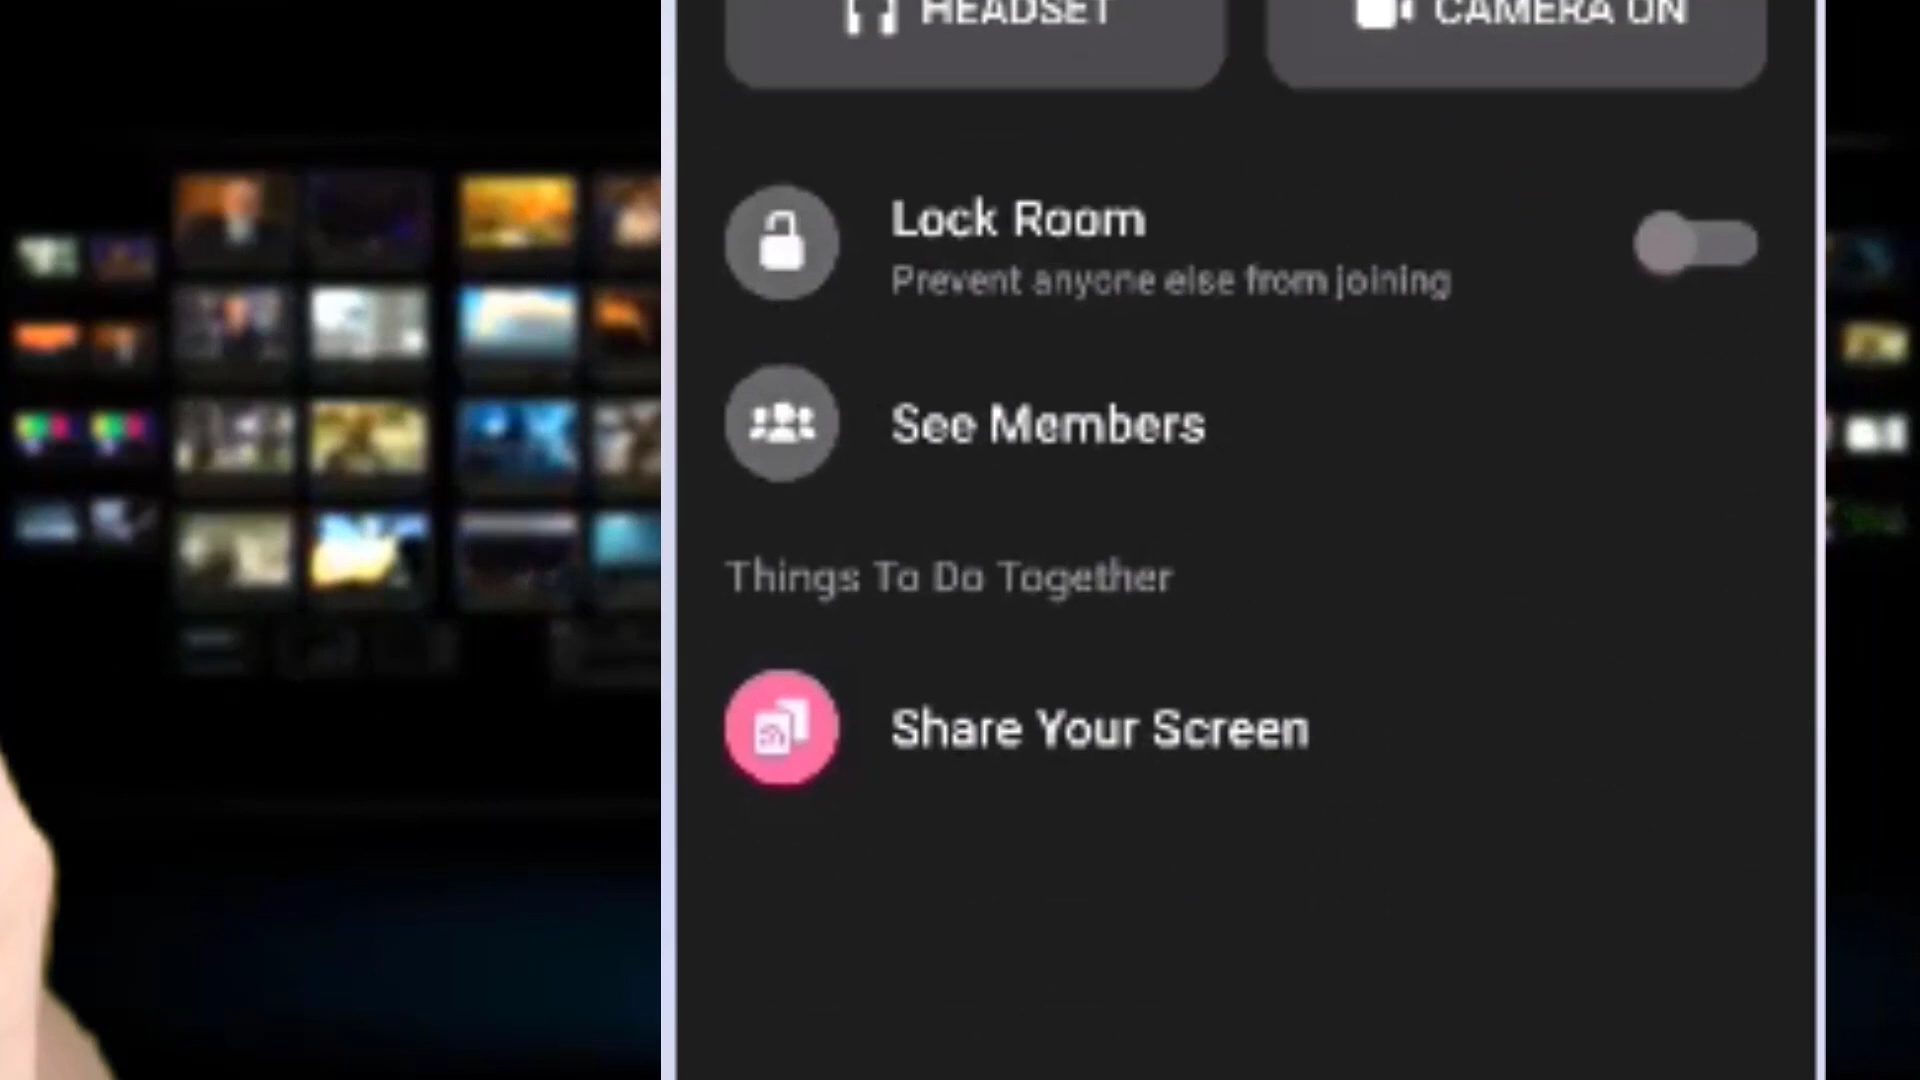 HEADSET
CAMERA ON
Lock Room
Prevent anyone else from joining
See Members
Things To Do Together
Share Your Screen